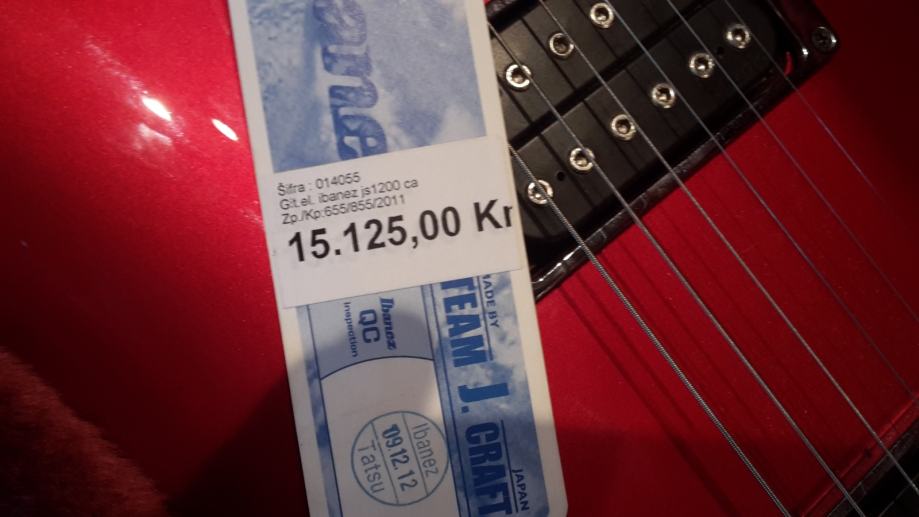 Šifra : 014055
Git.el. ibanez js1200 ca
Zp./Kp:655/855/2011
15.125,00 Kr
MADE BY
TEAM J. CRAFT
JAPAN
Ibanez
QC
Inspection
Ibanez
'09.12.12
Tatsu